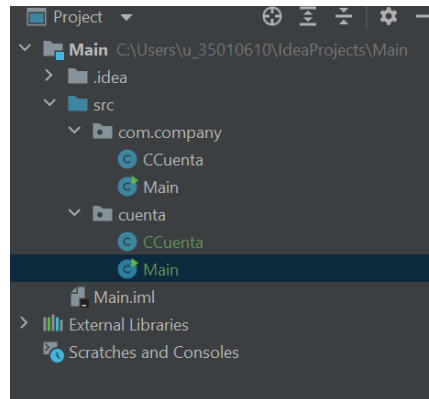 Project
Main C:\Users\u_35010610\IdeaProjects\Main
.idea
src
com.company
CCuenta
Main
cuenta
CCuenta
Main
Main.iml
External Libraries
Scratches and Consoles